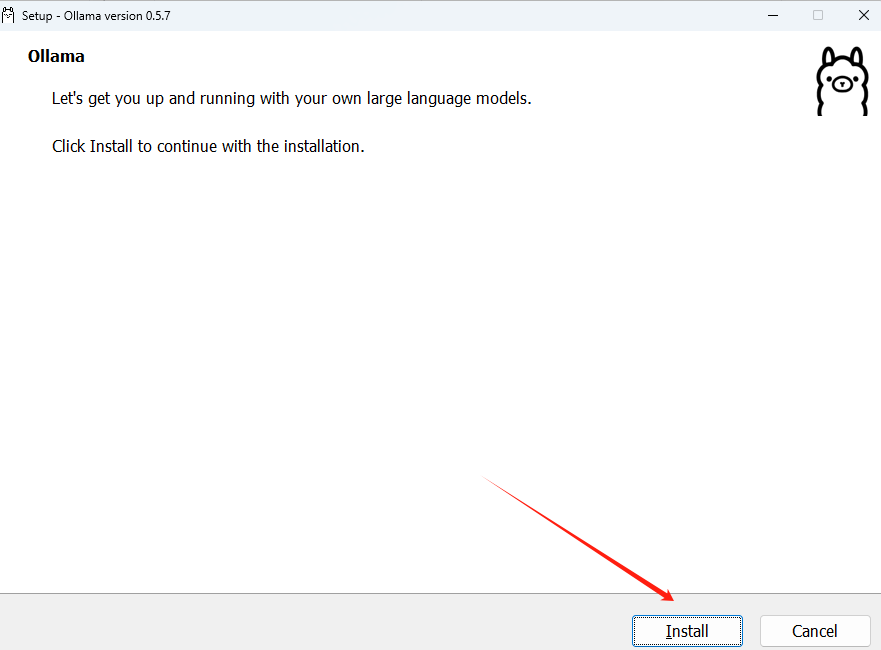 Setup - Ollama version 0.5.7
Ollama
Let's get you up and running with your own large language models.
Click Install to continue with the installation.
Install
Cancel